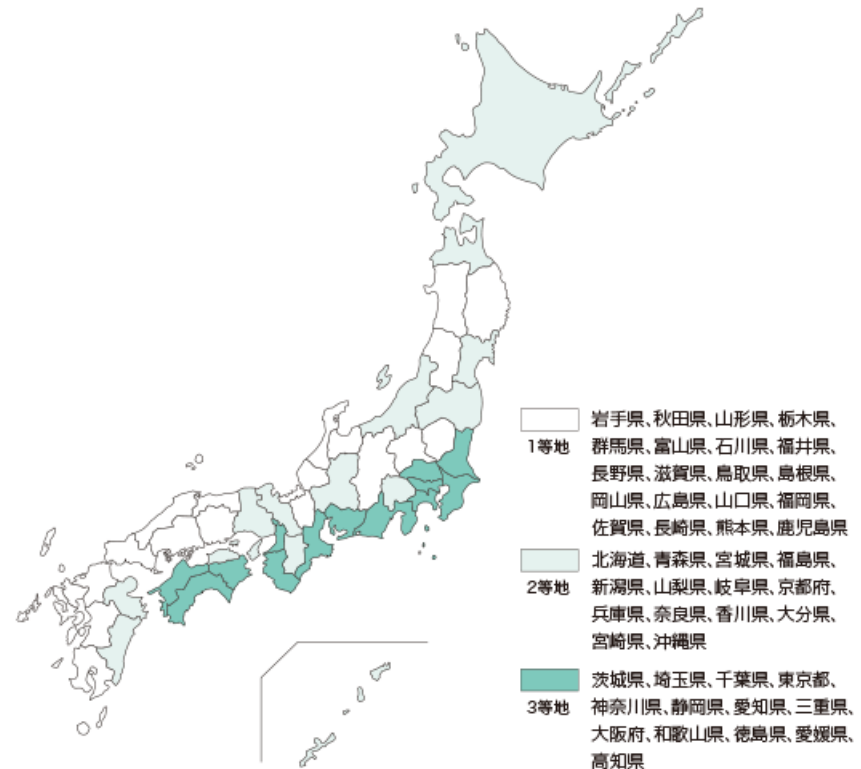 岩手県、秋田県、山形県、栃木県、
1等地
群馬県、富山県、石川県、福井県、
長野県、滋賀県、鳥取県、島根県、
岡山県、広島県、山口県、福岡県、
佐賀県、長崎県、熊本県、鹿児島県
北海道、青森県、宮城県、福島県、
2等地
新潟県、山梨県、岐阜県、京都府、
兵庫県、奈良県、香川県、大分県、
宮崎県、沖縄県
茨城県、埼玉県、千葉県、東京都、
3等地
神奈川県、静岡県、愛知県、三重県、
大阪府、和歌山県、徳島県、愛媛県、
高知県